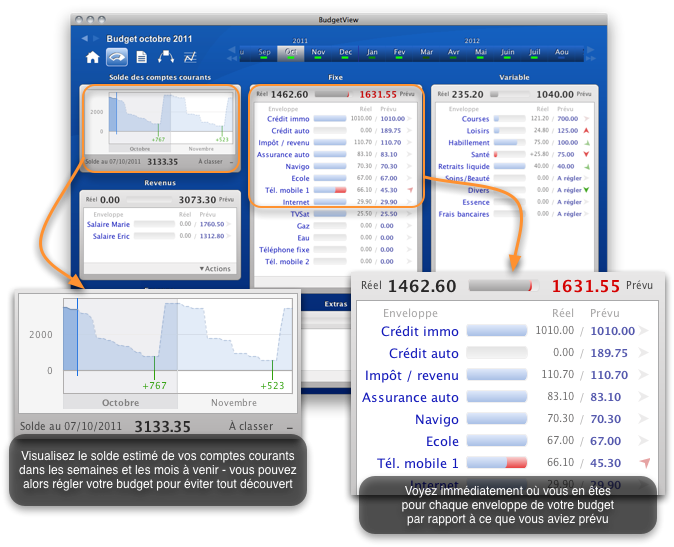 BudgetView
Budget octobre 2011
2011 2012
Sep Oct Nov Dec Jan Fev Mar Avr Mai Juin Juil Aou
Solde des comptes courants
2000
0
+767 +523
Octobre Novembre
Solde au 07/10/2011 3133.35 À classer –
Revenus
Réel 0.00 3073.30 Prévu
Enveloppe Réel Prévu
Salaire Marie 0.00 / 1760.50
Salaire Eric 0.00 / 1312.80
Actions
Fixe
Réel 1462.60 1631.55 Prévu
Enveloppe Réel Prévu
Crédit immo 1010.00 / 1010.00
Crédit auto 0.00 / 189.75
Impôt / revenu 110.70 / 110.70
Assurance auto 83.10 / 83.10
Navigo 70.30 / 70.30
Ecole 67.00 / 67.00
Tél. mobile 1 66.10 / 45.30
Internet 29.90 / 29.90
TVSat 25.50 / 25.50
Gaz 0.00 / 0.00
Eau 0.00 / 0.00
Téléphone fixe 0.00 / 0.00
Tél. mobile 2 0.00 / 0.00
Variable
Réel 235.20 1040.00 Prévu
Enveloppe Réel Prévu
Courses 121.20 / 700.00
Loisirs 24.80 / 125.00
Habillement 75.00 / 100.00
Santé +25.80 / 75.00
Retraits liquide 40.00 / 40.00
Soins/Beauté 0.00 / A régler
Divers 0.00 / A régler
Essence 0.00 / A régler
Frais bancaires 0.00 / A régler
Extras
2000
0
+767 +523
Octobre Novembre
Solde au 07/10/2011 3133.35 À classer –
Visualisez le solde estimé de vos comptes courants
dans les semaines et les mois à venir - vous pouvez
alors régler votre budget pour éviter tout découvert
Réel 1462.60 1631.55 Prévu
Enveloppe Réel Prévu
Crédit immo 1010.00 / 1010.00
Crédit auto 0.00 / 189.75
Impôt / revenu 110.70 / 110.70
Assurance auto 83.10 / 83.10
Navigo 70.30 / 70.30
Ecole 67.00 / 67.00
Tél. mobile 1 66.10 / 45.30
Internet 29.90 / 29.90
Voyez immédiatement où vous en êtes
pour chaque enveloppe de votre budget
par rapport à ce que vous aviez prévu